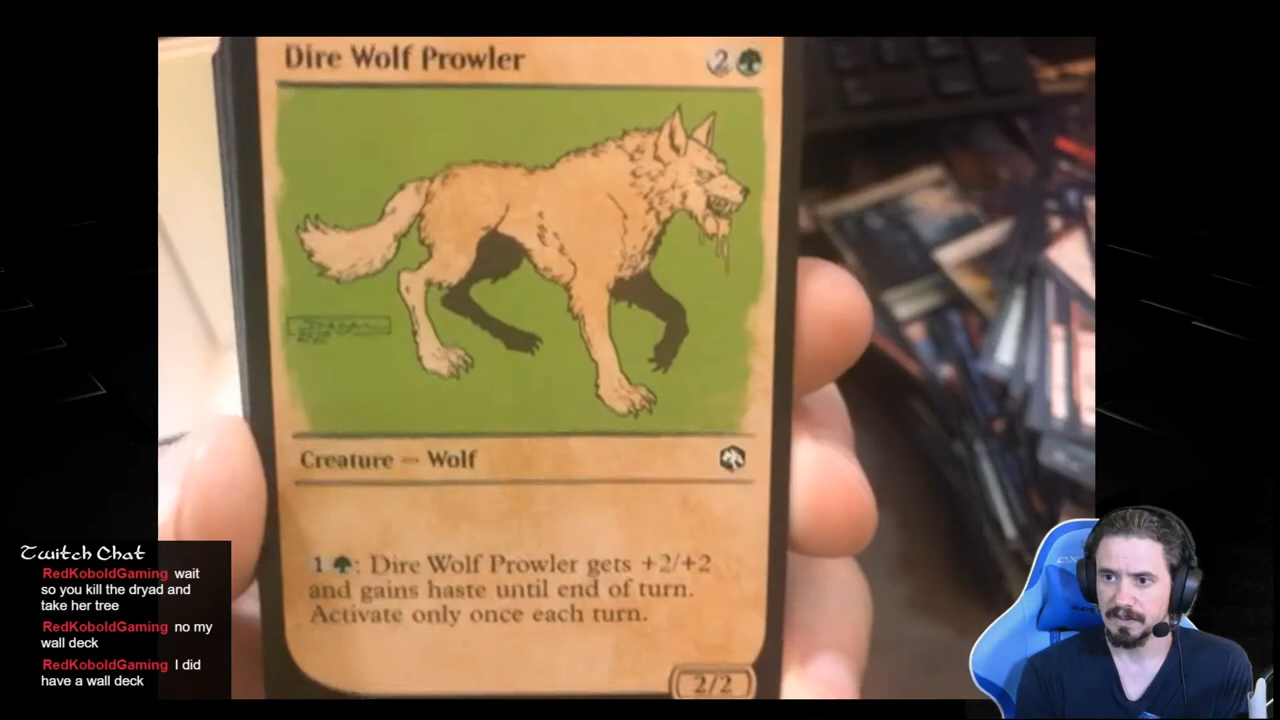 Dire Wolf Prowler 2
Creature — Wolf
1 : Dire Wolf Prowler gets +2/+2
and gains haste until end of turn.
Activate only once each turn.
2/2
Twitch Chat
RedKoboldGaming wait
so you kill the dryad and
take her tree
RedKoboldGaming no my
wall deck
RedKoboldGaming I did
have a wall deck